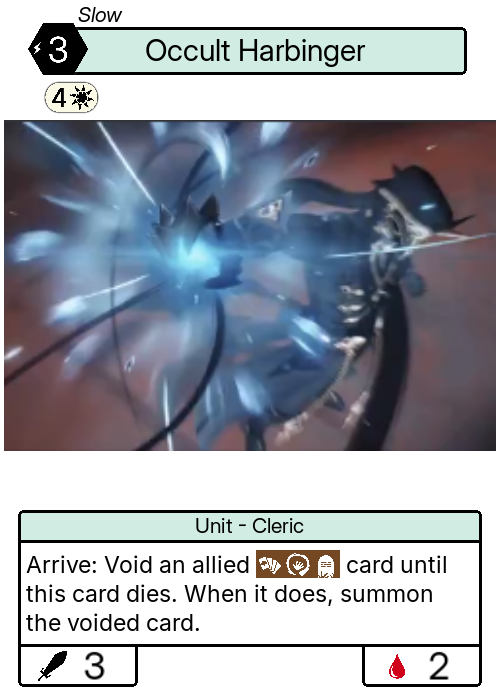 Slow
3
Occult Harbinger
4
Unit - Cleric
Arrive: Void an allied card until
this card dies. When it does, summon
the voided card.
3
2